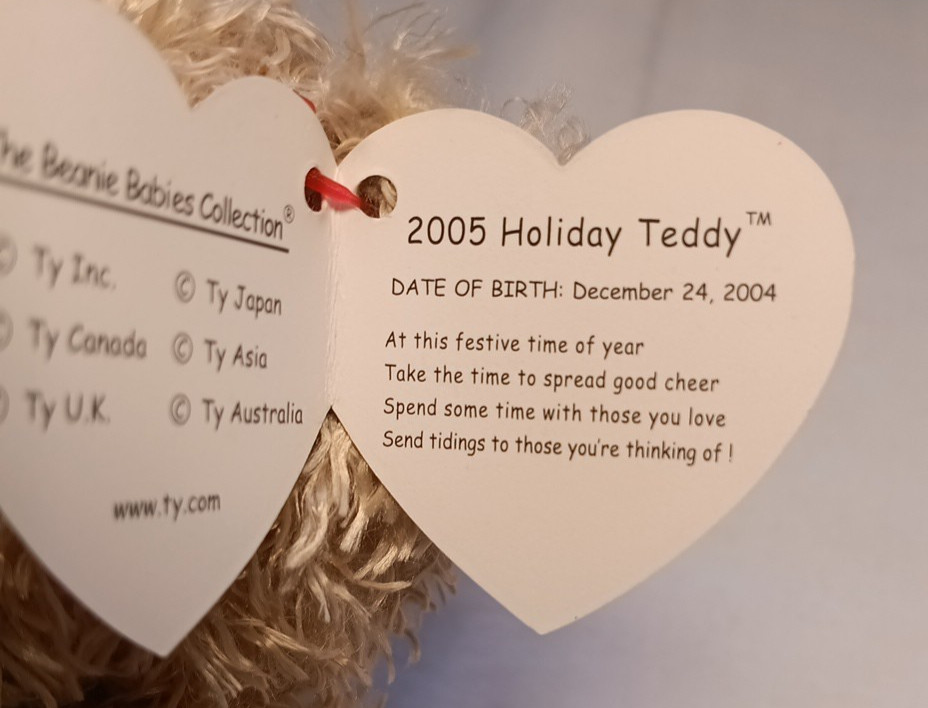 The Beanie Babies Collection®
© Ty Inc. © Ty Japan
© Ty Canada © Ty Asia
© Ty U.K. © Ty Australia
www.ty.com
2005 Holiday Teddy™
DATE OF BIRTH: December 24, 2004
At this festive time of year
Take the time to spread good cheer
Spend some time with those you love
Send tidings to those you're thinking of !